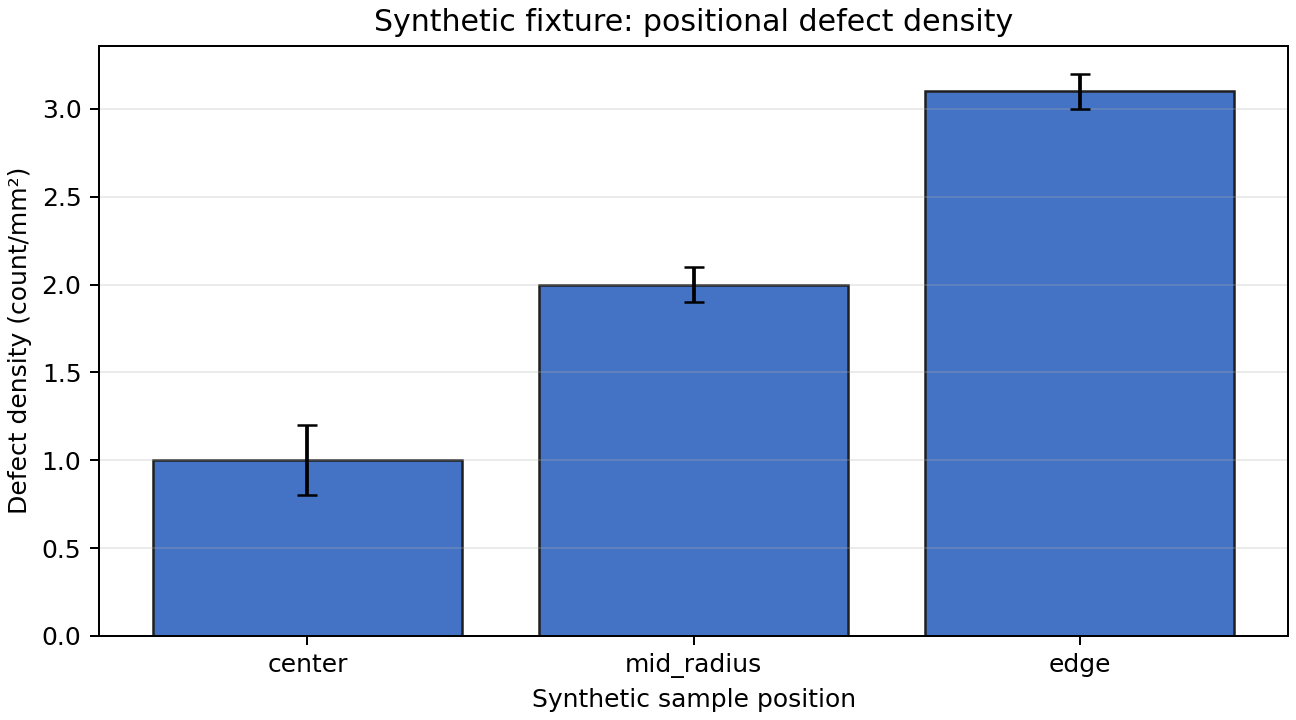 Synthetic fixture: positional defect density
Defect density (count/mm²)
3.0
2.5
2.0
1.5
1.0
0.5
0.0
center mid_radius edge
Synthetic sample position